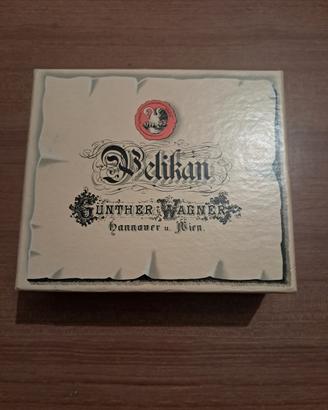 Pelikan
GÜNTHER WAGNER
Hannover u. Wien.